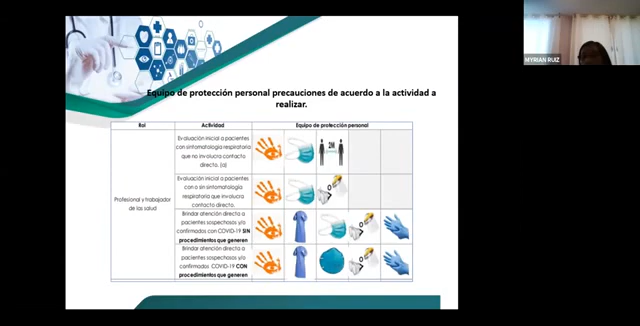 MYRIAN RUIZ
Equipo de protección personal precauciones de acuerdo a la actividad a
realizar.
Rol
Actividad
Equipo de protección personal
Profesional y trabajador
de las salud
Evaluación inicial a pacientes
con sintomatología respiratoria
que no involucra contacto
directo. (a)
2M
Evaluación inicial de pacientes
con o sin sintomatología
respiratoria que involucra
contacto directo.
Brindar atención directa a
pacientes sospechosos y/o
confirmados con COVID-19 SIN
procedimientos que generen
Brindar atención directa a
pacientes sospechosos y/o
confirmados COVID-19 CON
procedimientos que generen